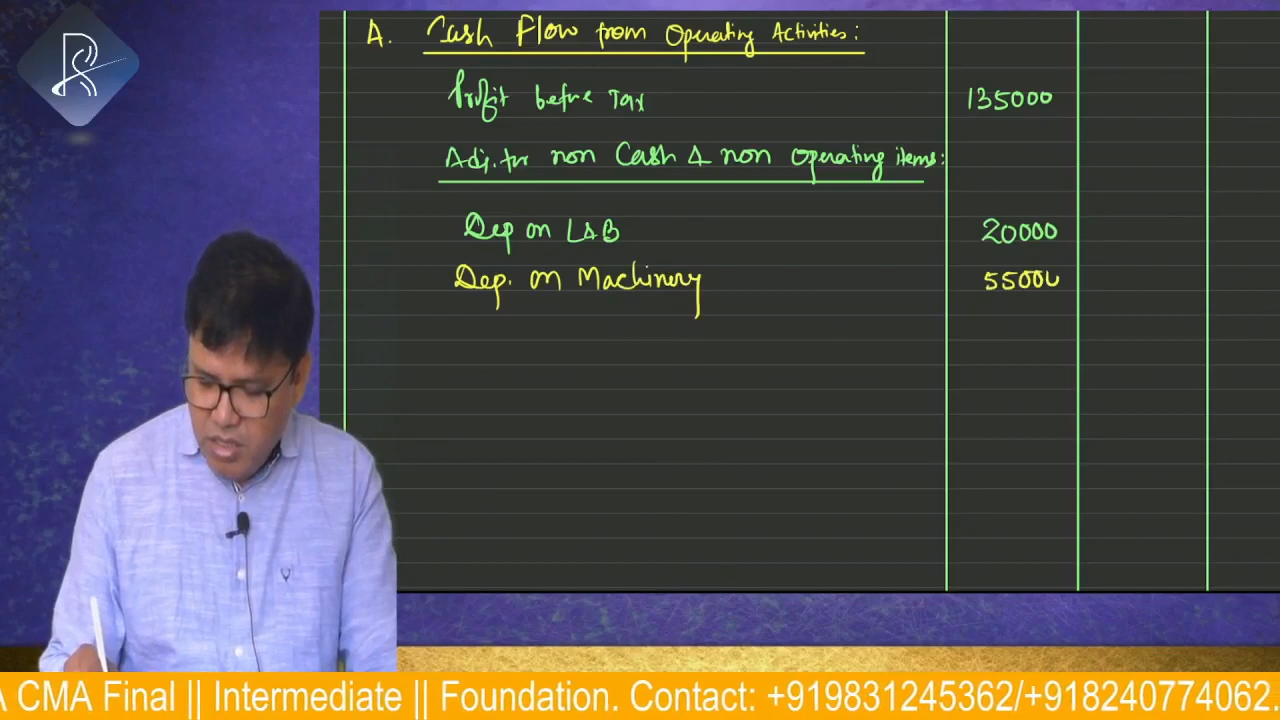 A. Cash Flow from Operating Activities:
Profit before Tax 135000
Adj. for non Cash & non operating items:
Dep on L&B 20000
Dep. on Machinery 55000
A CMA Final || Intermediate || Foundation. Contact: +919831245362/+918240774062.